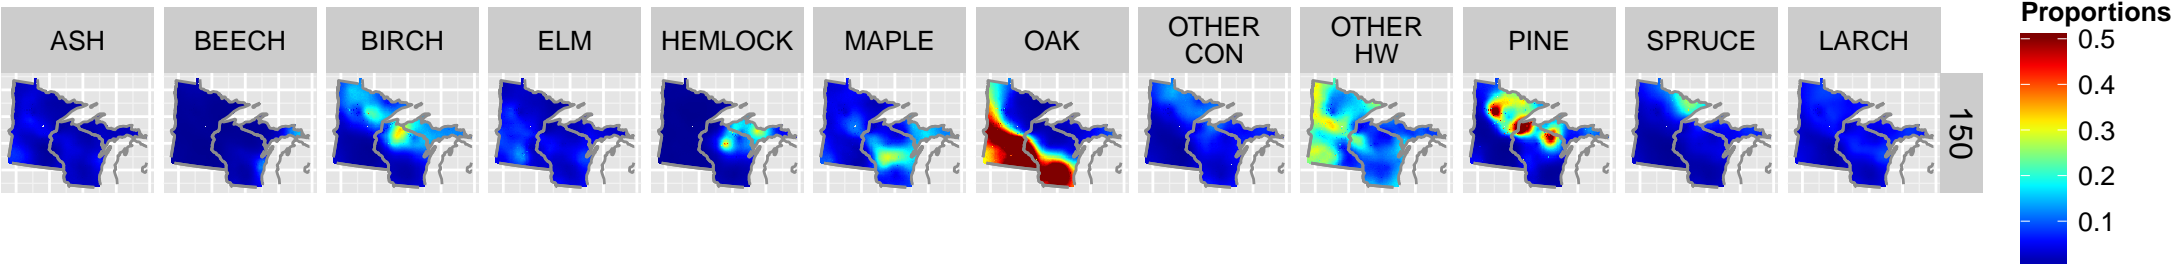 ASH
BEECH
BIRCH
ELM
HEMLOCK
MAPLE
OAK
OTHER
CON
OTHER
HW
PINE
SPRUCE
LARCH
150
Proportions
0.5
0.4
0.3
0.2
0.1